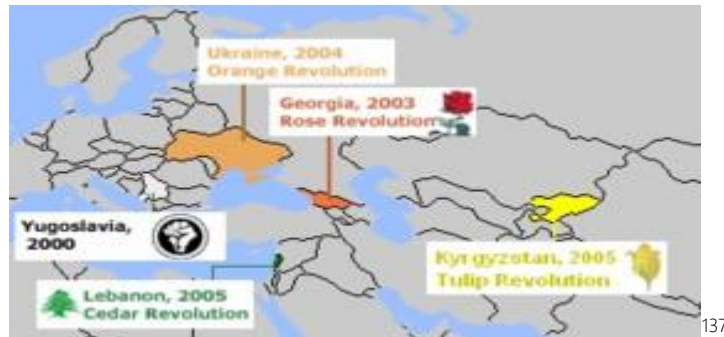 Ukraine, 2004
Orange Revolution
Georgia, 2003
Rose Revolution
Yugoslavia,
2000
Kyrgyzstan, 2005
Tulip Revolution
Lebanon, 2005
Cedar Revolution
137